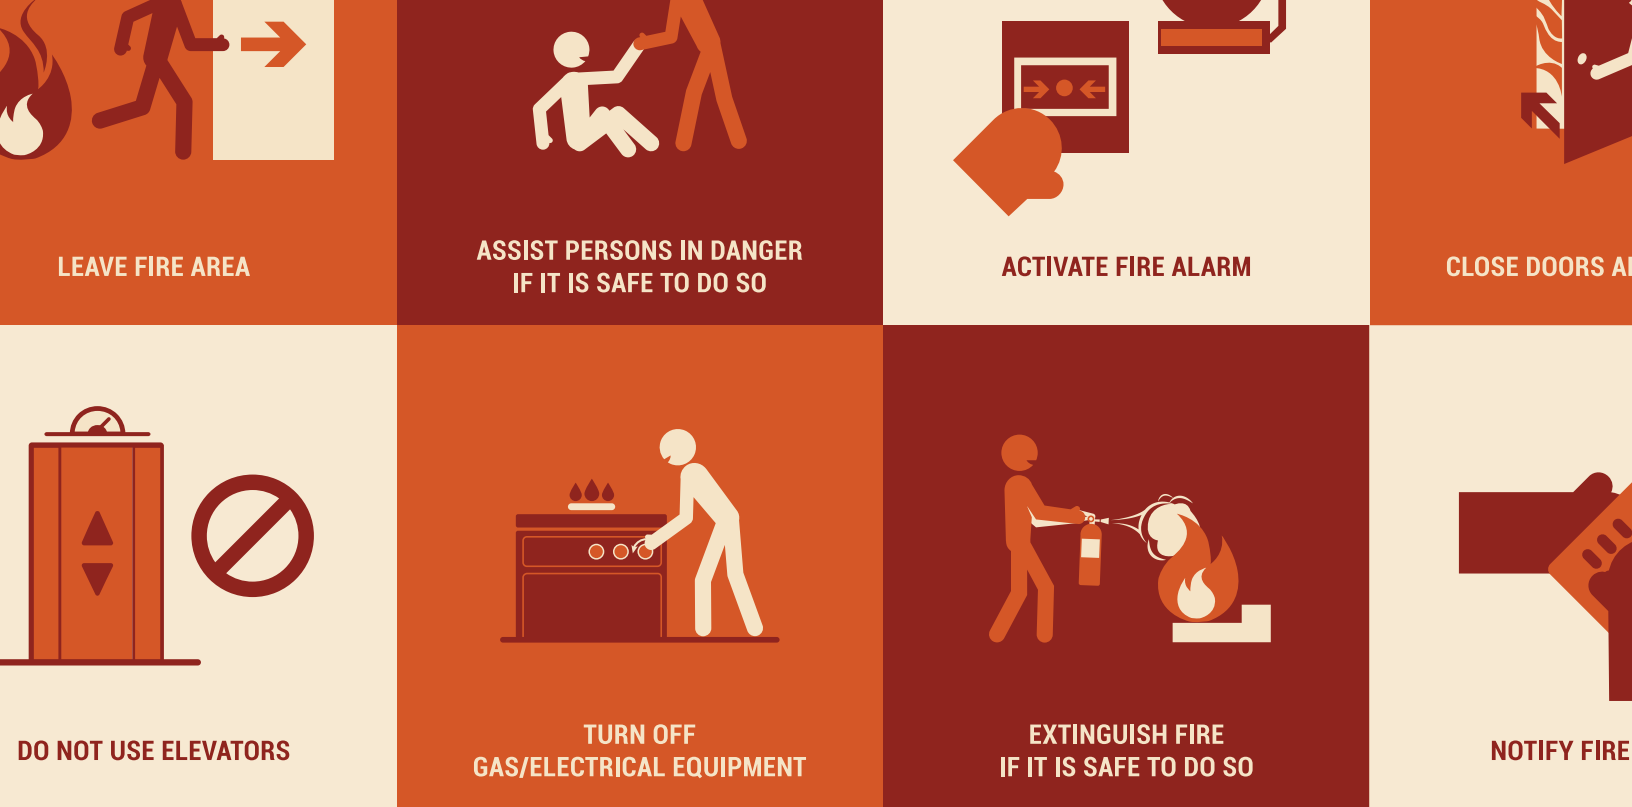 LEAVE FIRE AREA
ASSIST PERSONS IN DANGER
IF IT IS SAFE TO DO SO
ACTIVATE FIRE ALARM
CLOSE DOORS
DO NOT USE ELEVATORS
TURN OFF
GAS/ELECTRICAL EQUIPMENT
EXTINGUISH FIRE
IF IT IS SAFE TO DO SO
NOTIFY FIRE